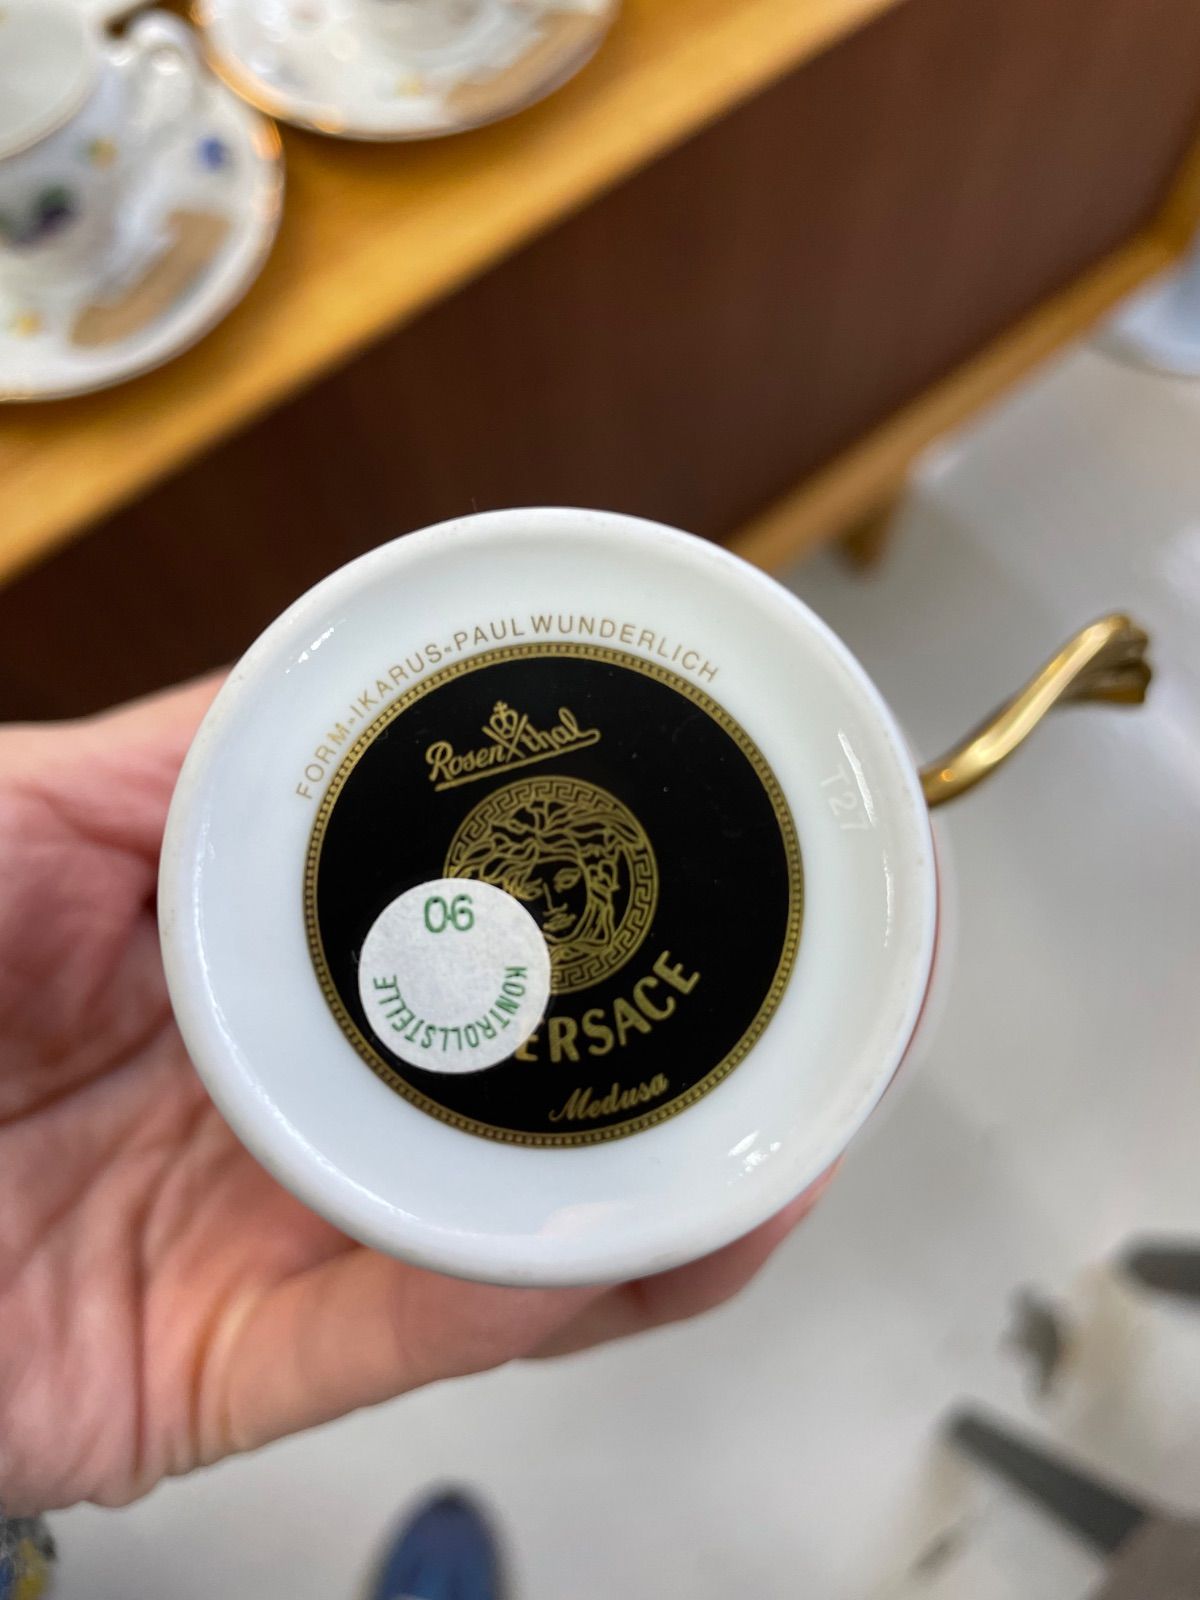 FORM-IKARUS-PAUL WUNDERLICH
Rosenthal
T27
06
KONTROLLSTELLE
ERSACE
Medusa